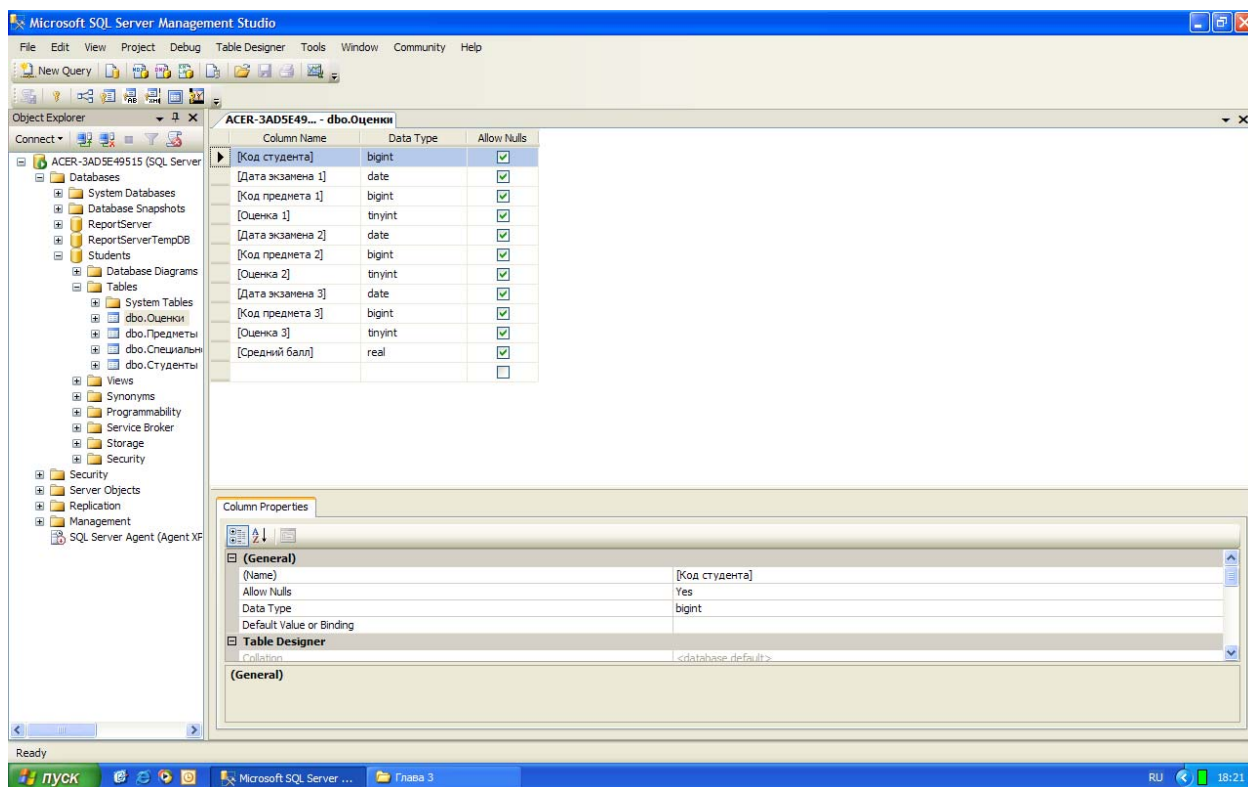 Microsoft SQL Server Management Studio
File Edit View Project Debug Table Designer Tools Window Community Help
New Query
Object Explorer
Connect
ACER-3AD5E49515 (SQL Server
Databases
System Databases
Database Snapshots
ReportServer
ReportServerTempDB
Students
Database Diagrams
Tables
System Tables
dbo.Оценки
dbo.Предметы
dbo.Специальн
dbo.Студенты
Views
Synonyms
Programmability
Service Broker
Storage
Security
Security
Server Objects
Replication
Management
SQL Server Agent (Agent XP
ACER-3AD5E49... - dbo.Оценки
Column Name Data Type Allow Nulls
[Код студента] bigint
[Дата экзамена 1] date
[Код предмета 1] bigint
[Оценка 1] tinyint
[Дата экзамена 2] date
[Код предмета 2] bigint
[Оценка 2] tinyint
[Дата экзамена 3] date
[Код предмета 3] bigint
[Оценка 3] tinyint
[Средний балл] real
Column Properties
(General)
(Name) [Код студента]
Allow Nulls Yes
Data Type bigint
Default Value or Binding
Table Designer
Collation <database default>
(General)
Ready
пуск Microsoft SQL Server ... Глава 3 RU 18:21